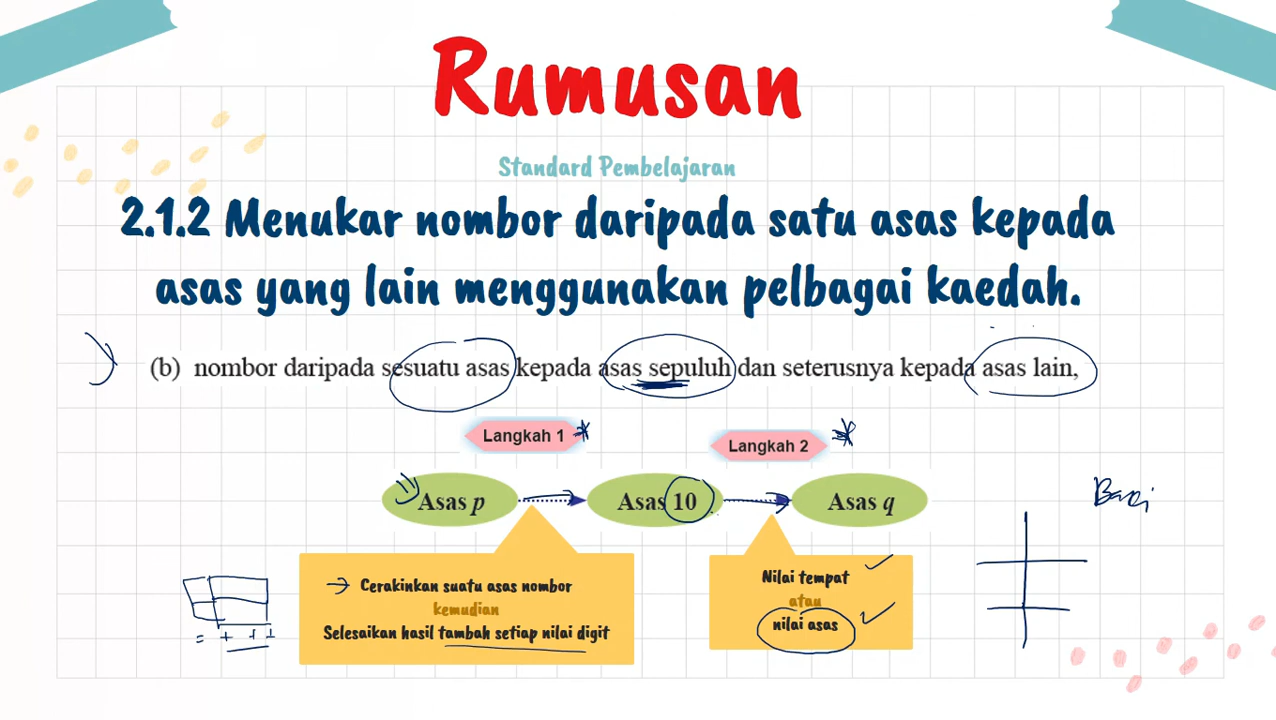 Rumusan
Standard Pembelajaran
2.1.2 Menukar nombor daripada satu asas kepada
asas yang lain menggunakan pelbagai kaedah.
(b) nombor daripada sesuatu asas kepada asas sepuluh dan seterusnya kepada asas lain,
Langkah 1
Langkah 2
Asas p
Asas 10
Asas q
Bagi
Cerakinkan suatu asas nombor
kemudian
Selesaikan hasil tambah setiap nilai digit
= + + +
Nilai tempat
atau
nilai asas